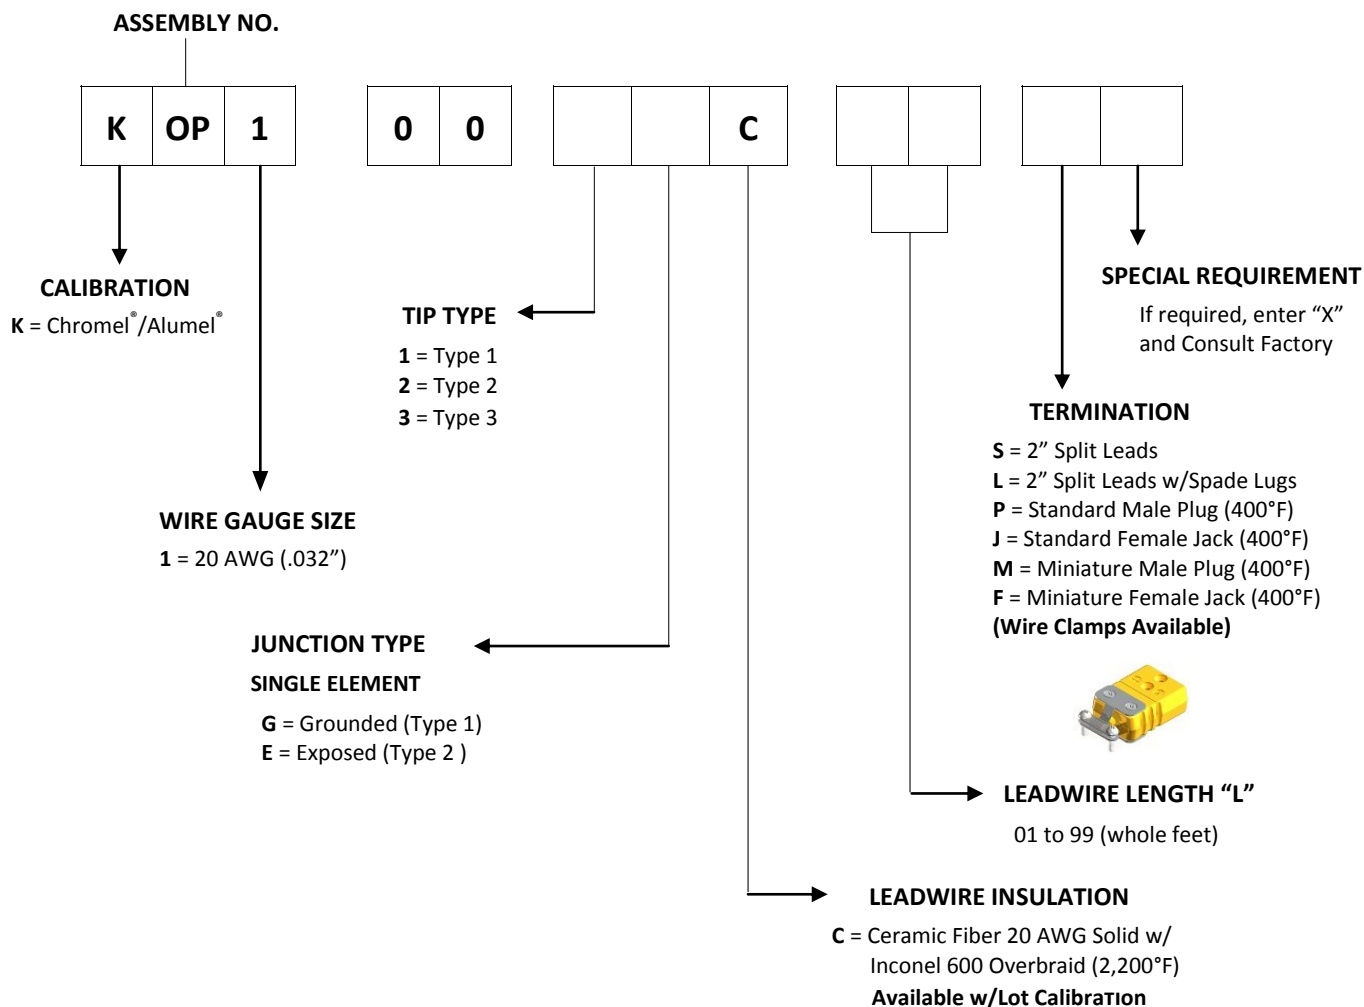 ASSEMBLY NO.
K OP 1 0 0 C
CALIBRATION
K = Chromel®/Alumel®
SPECIAL REQUIREMENT
If required, enter “X”
and Consult Factory
TIP TYPE
1 = Type 1
2 = Type 2
3 = Type 3
TERMINATION
S = 2” Split Leads
L = 2” Split Leads w/Spade Lugs
P = Standard Male Plug (400°F)
J = Standard Female Jack (400°F)
M = Miniature Male Plug (400°F)
F = Miniature Female Jack (400°F)
(Wire Clamps Available)
WIRE GAUGE SIZE
1 = 20 AWG (.032”)
JUNCTION TYPE
SINGLE ELEMENT
G = Grounded (Type 1)
E = Exposed (Type 2 )
LEADWIRE LENGTH “L”
01 to 99 (whole feet)
LEADWIRE INSULATION
C = Ceramic Fiber 20 AWG Solid w/
Inconel 600 Overbraid (2,200°F)
Available w/Lot Calibration